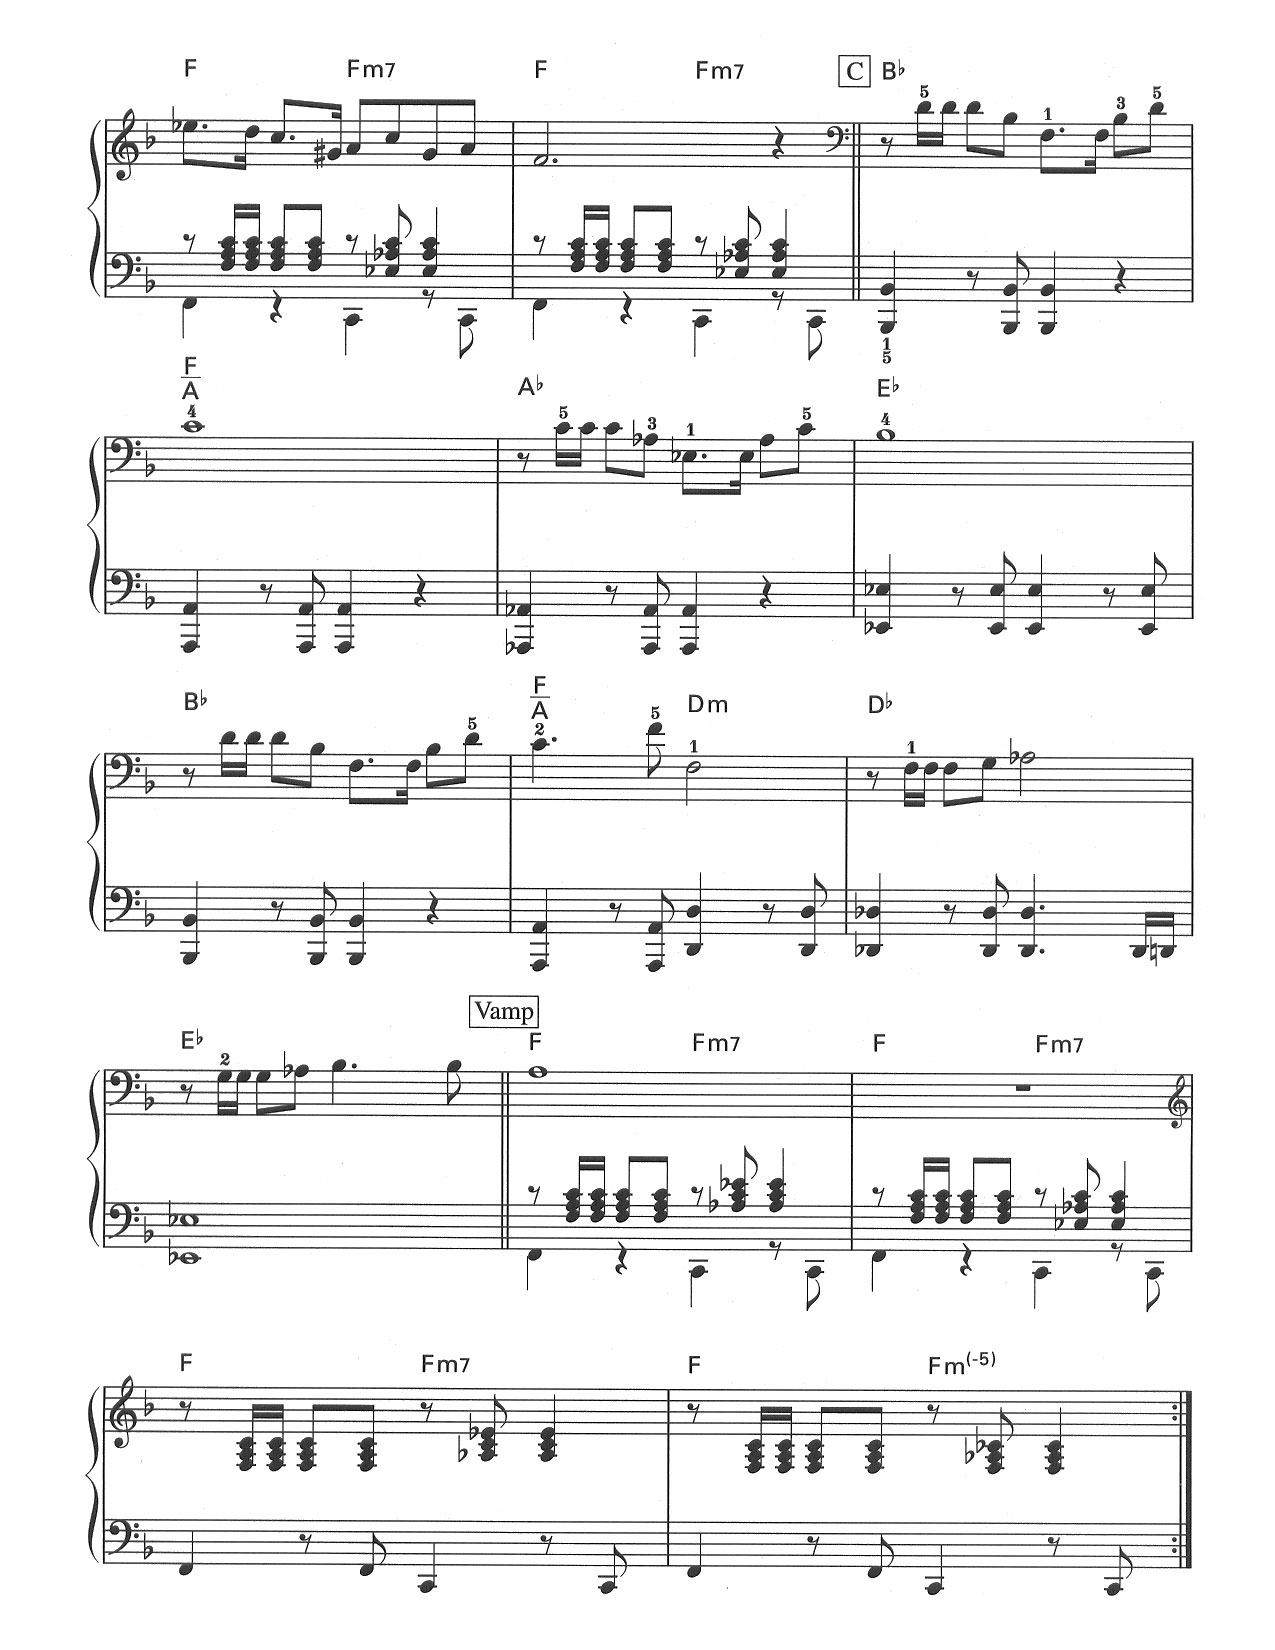 F Fm7 F Fm7 C B♭
5 1 3 5
1
5
F
A A♭ E♭
4 5 3 1 5 4
B♭ F
A Dm D♭
5 2 5 1 1
Vamp
E♭ F Fm7 F Fm7
2
F Fm7 F Fm(-5)